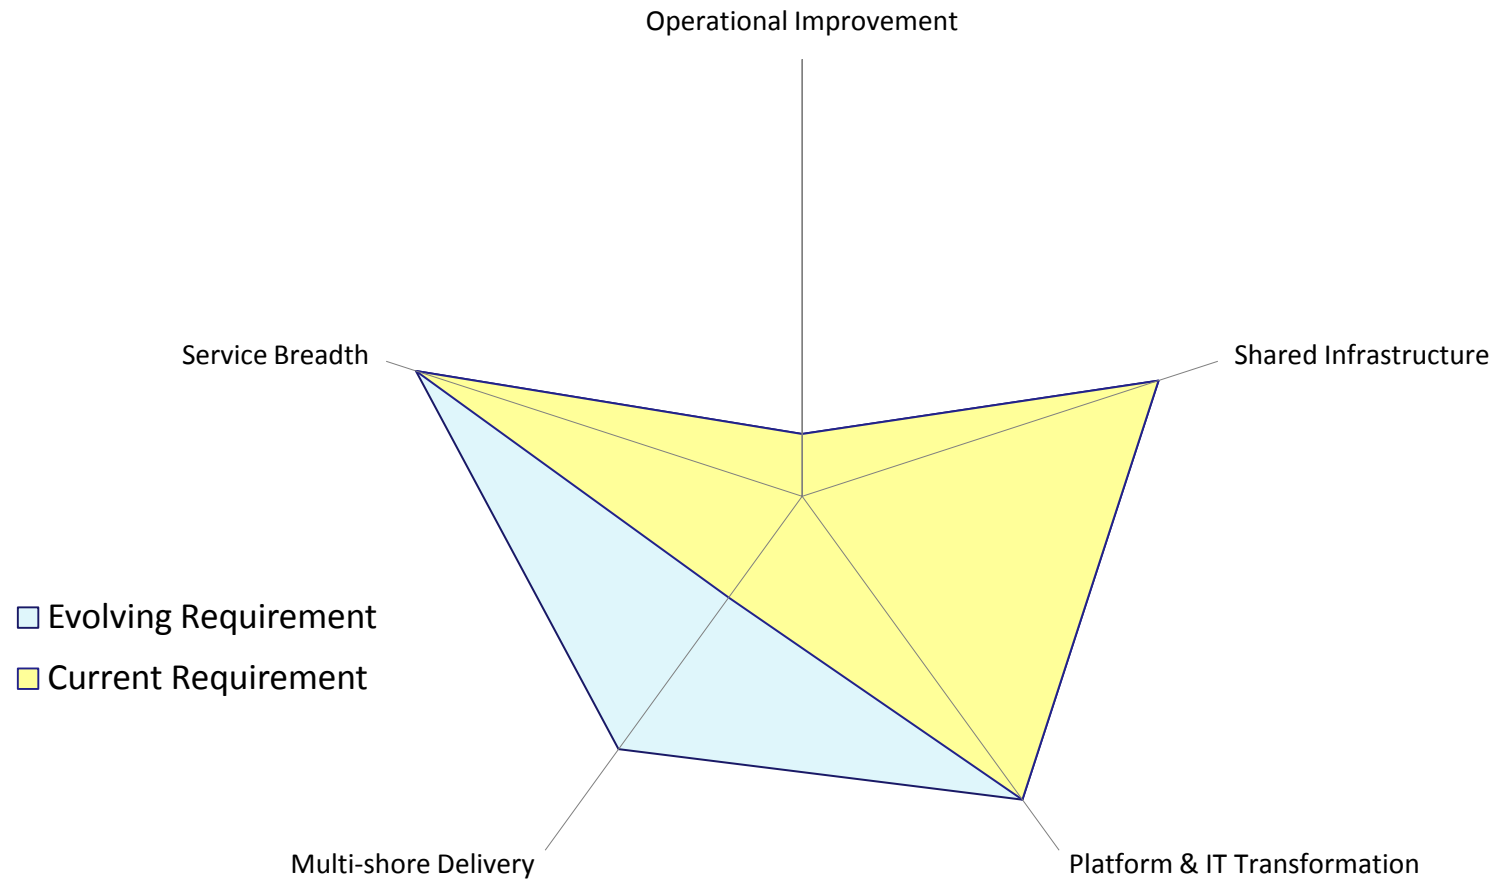 Operational Improvement
Service Breadth
Shared Infrastructure
Evolving Requirement
Current Requirement
Multi-shore Delivery
Platform & IT Transformation